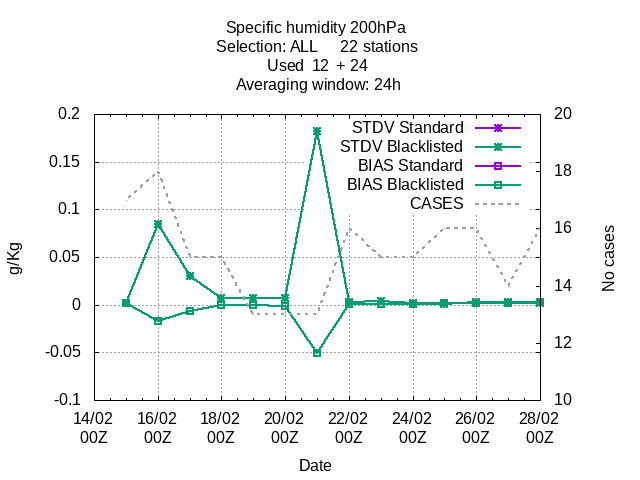 Specific humidity 200hPa
Selection: ALL     22 stations
Used  12  + 24
Averaging window: 24h
STDV Standard
STDV Blacklisted
BIAS Standard
BIAS Blacklisted
CASES
0.2
0.15
0.1
0.05
0
-0.05
-0.1
g/Kg
20
18
16
14
12
10
No cases
14/02 16/02 18/02 20/02 22/02 24/02 26/02 28/02
00Z 00Z 00Z 00Z 00Z 00Z 00Z 00Z
Date